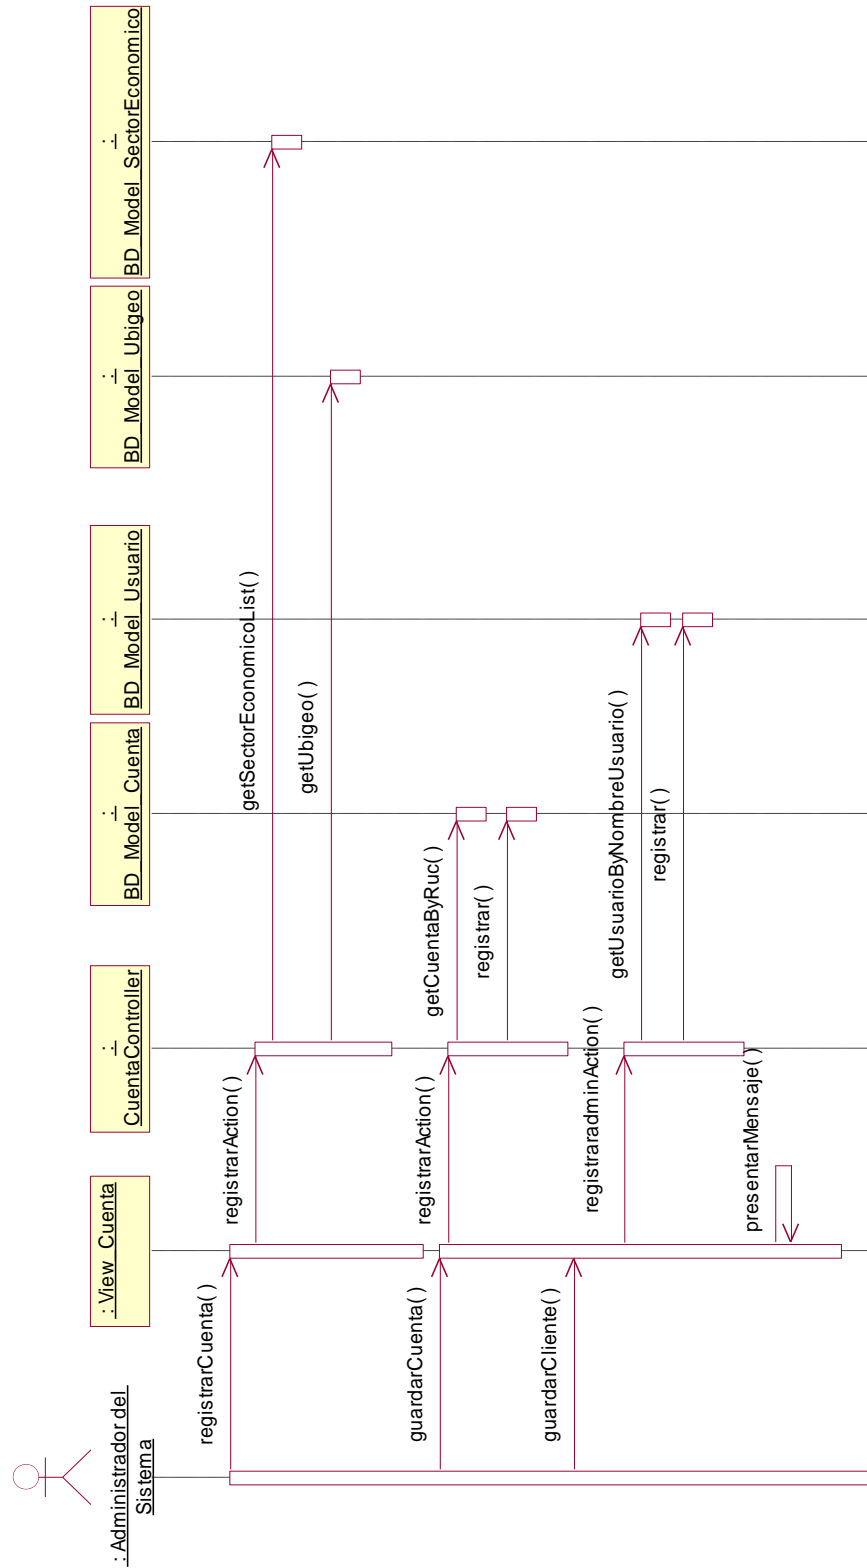 : Administrador del
Sistema
: View_Cuenta
:
CuentaController
:
BD_Model_Cuenta
:
BD_Model_Usuario
:
BD_Model_Ubigeo
:
BD_Model_SectorEconomico
registrarCuenta( )
registrarAction( )
getSectorEconomicoList( )
getUbigeo( )
guardarCuenta( )
registrarAction( )
getCuentaByRuc( )
registrar( )
guardarCliente( )
registraradminAction( )
getUsuarioByNombreUsuario( )
registrar( )
presentarMensaje( )